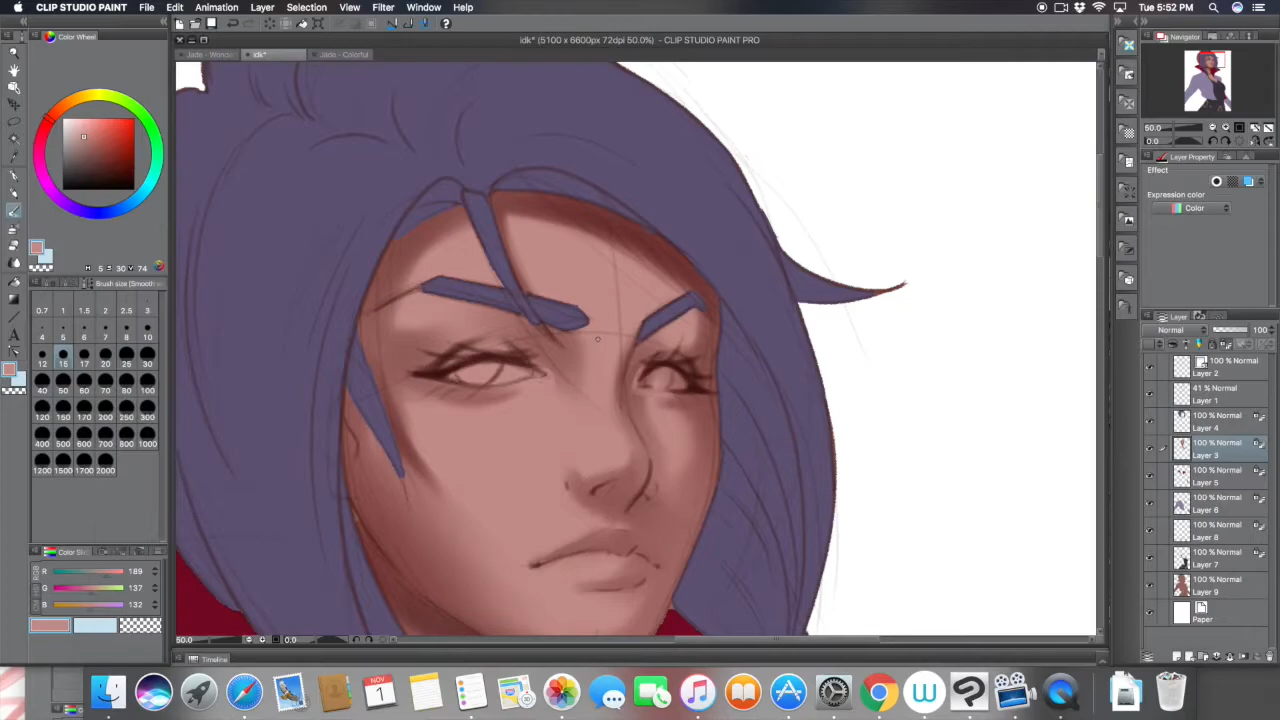 CLIP STUDIO PAINT File Edit Animation Layer Selection View Filter Window Help Tue 5:52 PM
idk* (5100 x 6600px 72dpi 50.0%) - CLIP STUDIO PAINT PRO
Color Wheel
Jade - Wonde idk* Jade - Colorful
Navigator
50.0
0.0
Layer Property
Effect
Expression color
Color
H 5 S 30 V 74
Brush size [Smooth
0.7 1 1.5 2 2.5 3
4 5 6 7 8 10
12 15 17 20 25 30
40 50 60 70 80 100
120 150 170 200 250 300
400 500 600 700 800 1000
1200 1500 1700 2000
Layer
Normal 100
100 % Normal
Layer 2
41 % Normal
Layer 1
100 % Normal
Layer 4
100 % Normal
Layer 3
100 % Normal
Layer 5
100 % Normal
Layer 6
100 % Normal
Layer 8
100 % Normal
Layer 7
100 % Normal
Layer 9
Paper
RGB
R 189
G 137
B 132
50.0 0.0
Timeline
NOV
1